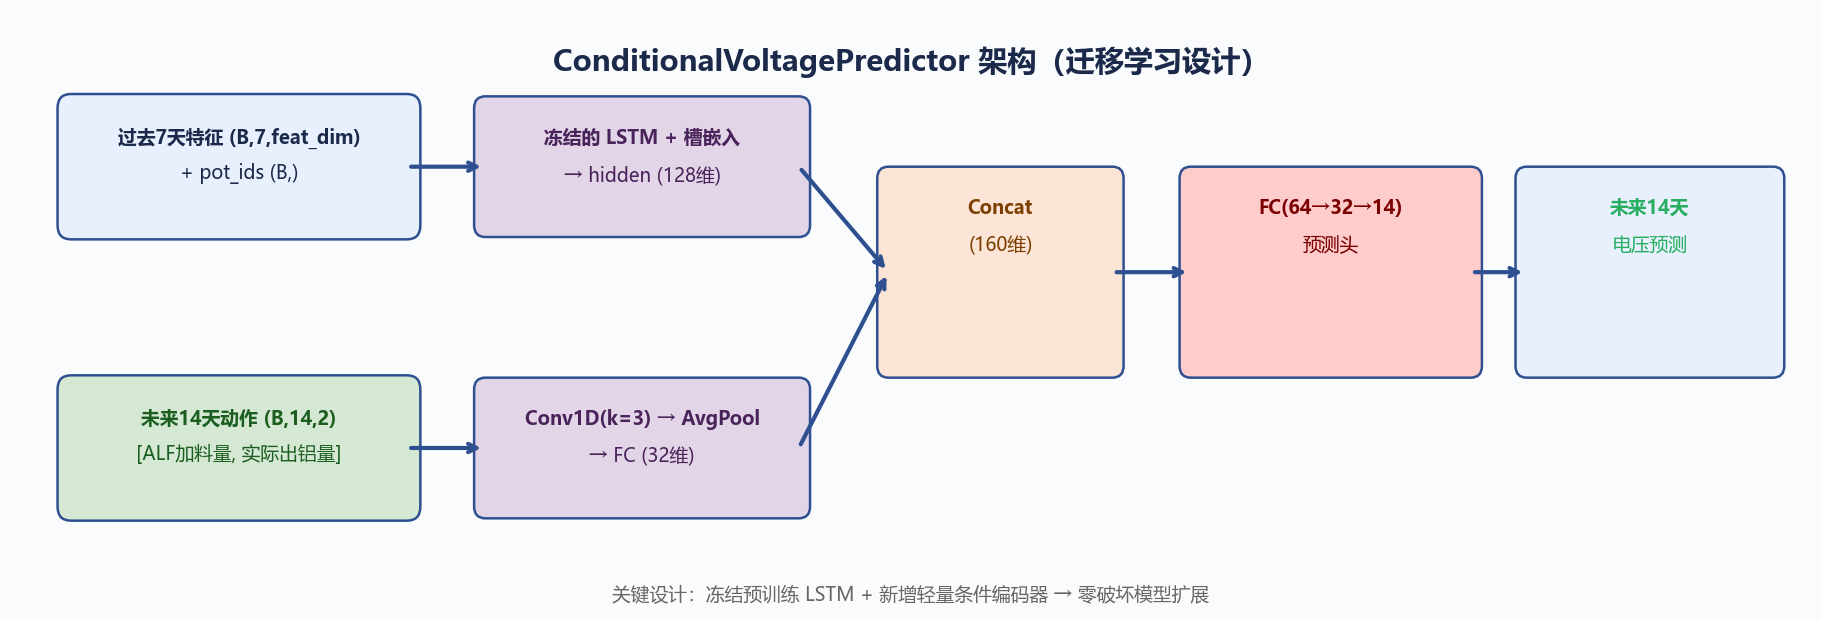 ConditionalVoltagePredictor 架构（迁移学习设计）
过去7天特征 (B,7,feat_dim)
+ pot_ids (B,)
冻结的 LSTM + 槽嵌入
→ hidden (128维)
Concat
(160维)
FC(64→32→14)
预测头
未来14天
电压预测
未来14天动作 (B,14,2)
[ALF加料量, 实际出铝量]
Conv1D(k=3) → AvgPool
→ FC (32维)
关键设计：冻结预训练 LSTM + 新增轻量条件编码器 → 零破坏模型扩展